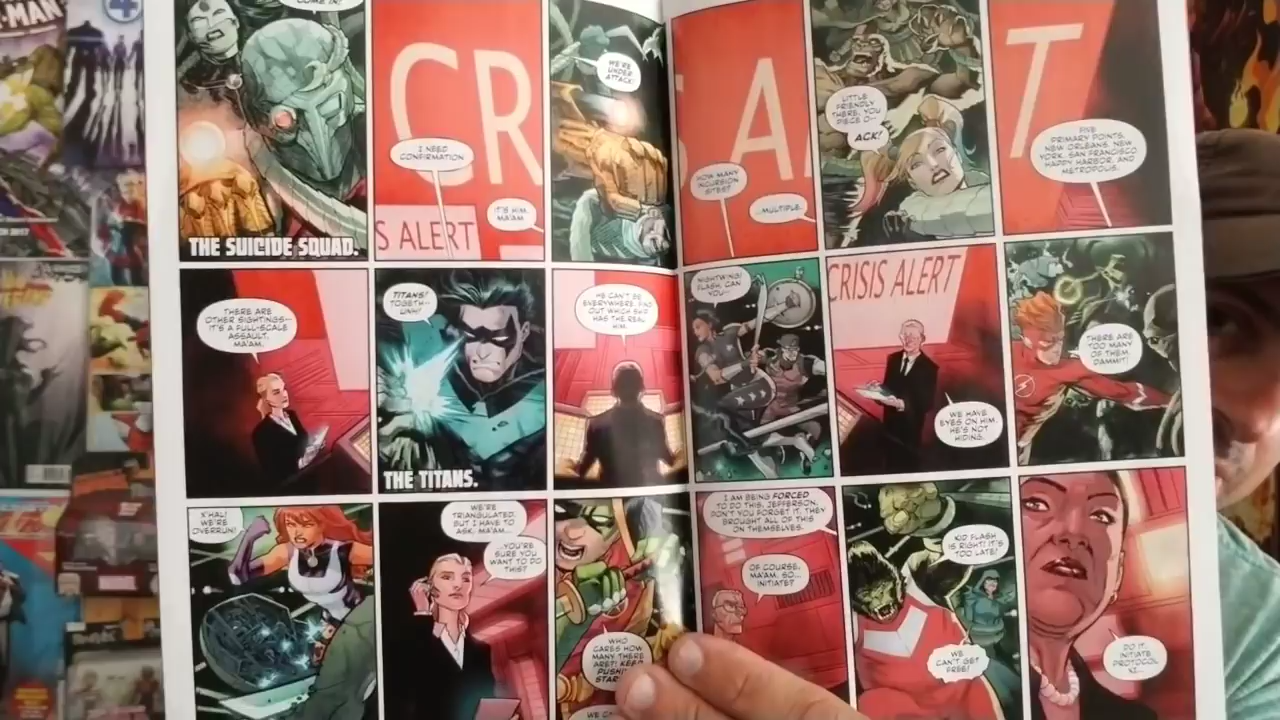 COME IN!
THE SUICIDE SQUAD.
CR
I NEED
CONFIRMATION.
IT'S HIM,
MA'AM.
S ALERT
WE'RE
UNDER
ATTACK!
A
HOW MANY
INCURSION
SITES?
...MULTIPLE.
LITTLE
FRIENDLY
THERE, YOU
PIECE O--
ACK!
T
FIVE
PRIMARY POINTS.
NEW ORLEANS, NEW
YORK, SAN FRANCISCO,
HAPPY HARBOR, AND
METROPOLIS.
THERE ARE
OTHER SIGHTINGS--
IT'S A FULL-SCALE
ASSAULT,
MA'AM.
TITANS!
TOGETH--
UNH!
THE TITANS.
HE CAN'T BE
EVERYWHERE. FIND
OUT WHICH SHIP
HAS THE REAL
HIM.
NIGHTWING!
FLASH, CAN
YOU--
CRISIS ALERT
WE HAVE
EYES ON HIM.
HE'S NOT
HIDING.
THERE ARE
TOO MANY
OF THEM,
DAMMIT!
X'HAL!
WE'RE
OVERRUN!
WE'RE
TRIANGULATED,
BUT I HAVE TO
ASK, MA'AM...
...YOU'RE
SURE YOU
WANT TO DO
THIS?
WHO
CARES HOW
MANY THERE
ARE?! KEEP
I AM BEING FORCED
TO DO THIS, JEFFERSON.
DON'T YOU FORGET IT. THEY
BROUGHT ALL OF THIS
ON THEMSELVES.
OF COURSE,
MA'AM. SO...
INITIATE?
KID FLASH
IS RIGHT! IT'S
TOO LATE!
WE
CAN'T GET
FREE!
DO IT.
INITIATE
PROTOCOL